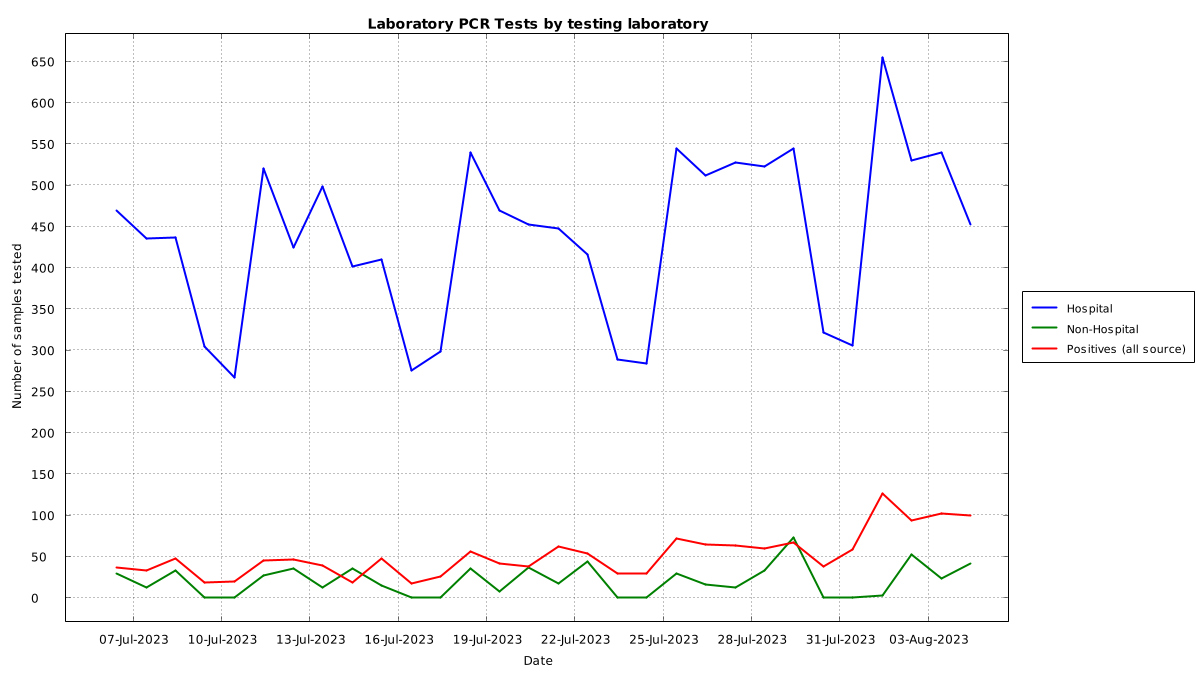 Laboratory PCR Tests by testing laboratory
650
600
550
500
450
400
350
300
250
200
150
100
50
0
Number of samples tested
07-Jul-2023 10-Jul-2023 13-Jul-2023 16-Jul-2023 19-Jul-2023 22-Jul-2023 25-Jul-2023 28-Jul-2023 31-Jul-2023 03-Aug-2023
Date
Hospital
Non-Hospital
Positives (all source)